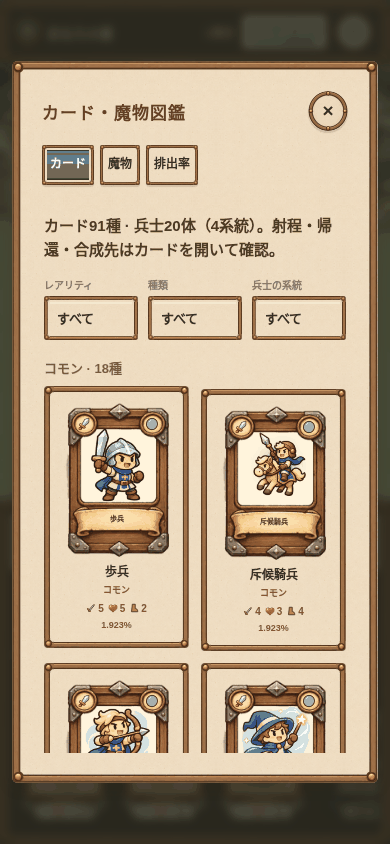 カード・魔物図鑑
×
カード 魔物 排出率
カード91種・兵士20体（4系統）。射程・帰
還・合成先はカードを開いて確認。
レアリティ 種類 兵士の系統
すべて すべて すべて
コモン・18種
歩兵
歩兵
コモン
5 5 2
1.923%
斥候騎兵
斥候騎兵
コモン
4 3 4
1.923%